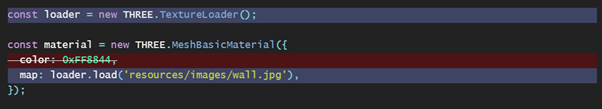 const loader = new THREE.TextureLoader();
const material = new THREE.MeshBasicMaterial({
color: 0xFF8844,
map: loader.load('resources/images/wall.jpg'),
});